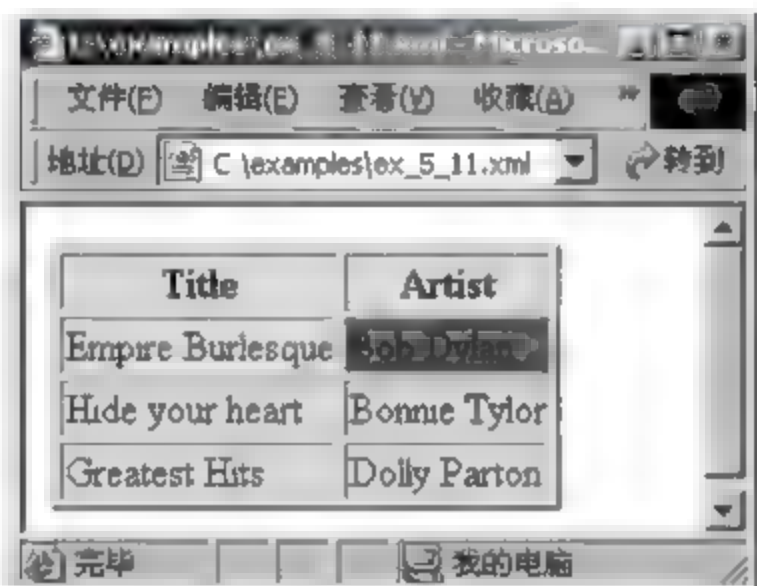 文件(F) 编辑(E) 查看(V) 收藏(A) »
地址(D) C \examples\ex_5_11.xml 转到
Title Artist
Empire Burlesque Bob Dylan
Hide your heart Bonnie Tylor
Greatest Hits Dolly Parton
完毕 我的电脑